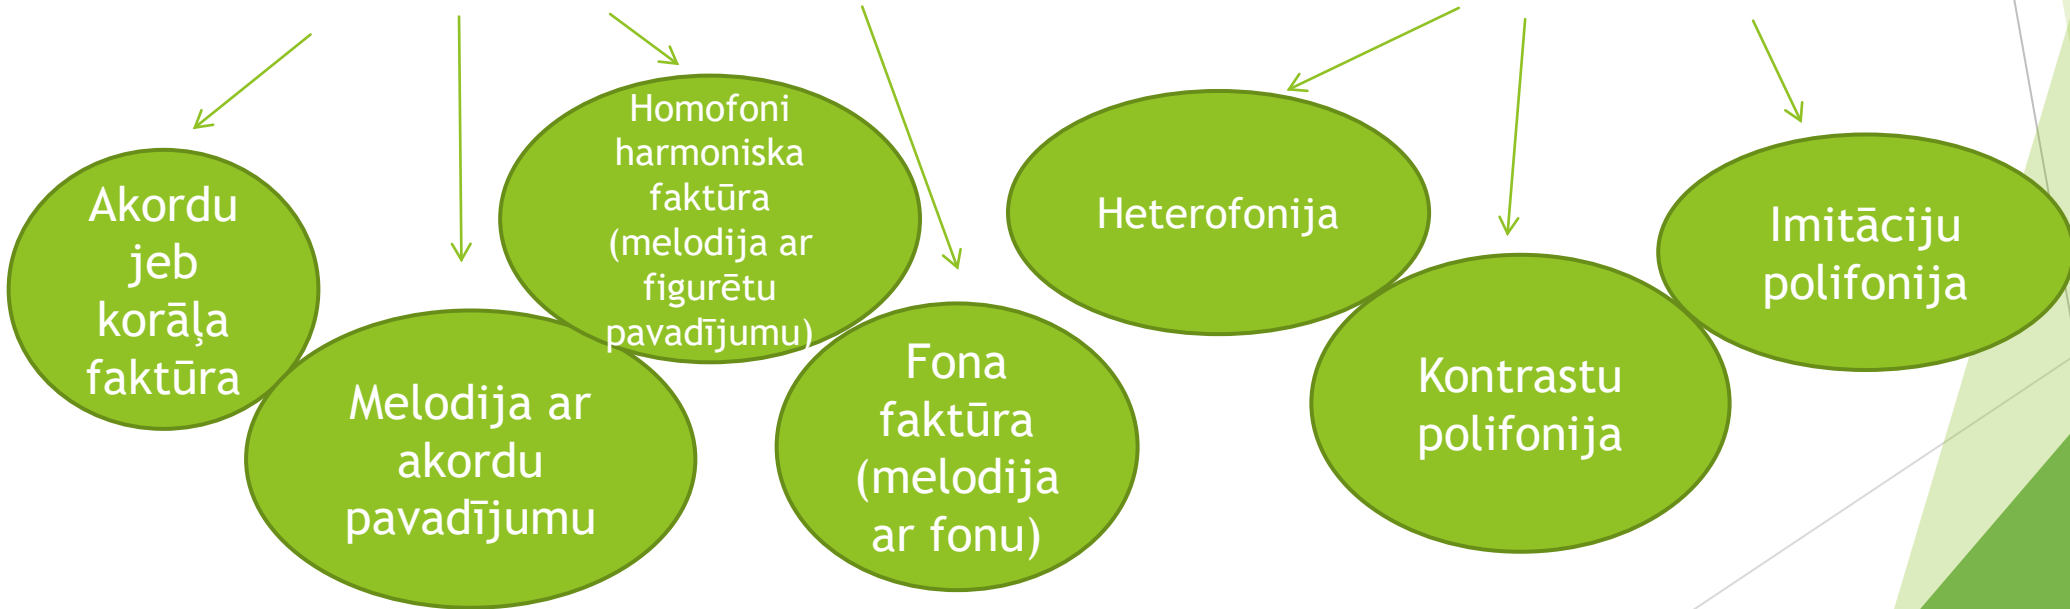 Akordu
jeb
korāļa
faktūra
Melodija ar
akordu
pavadījumu
Homofoni
harmoniska
faktūra
(melodija ar
figurētu
pavadījumu)
Fona
faktūra
(melodija
ar fonu)
Heterofonija
Kontrastu
polifonija
Imitāciju
polifonija